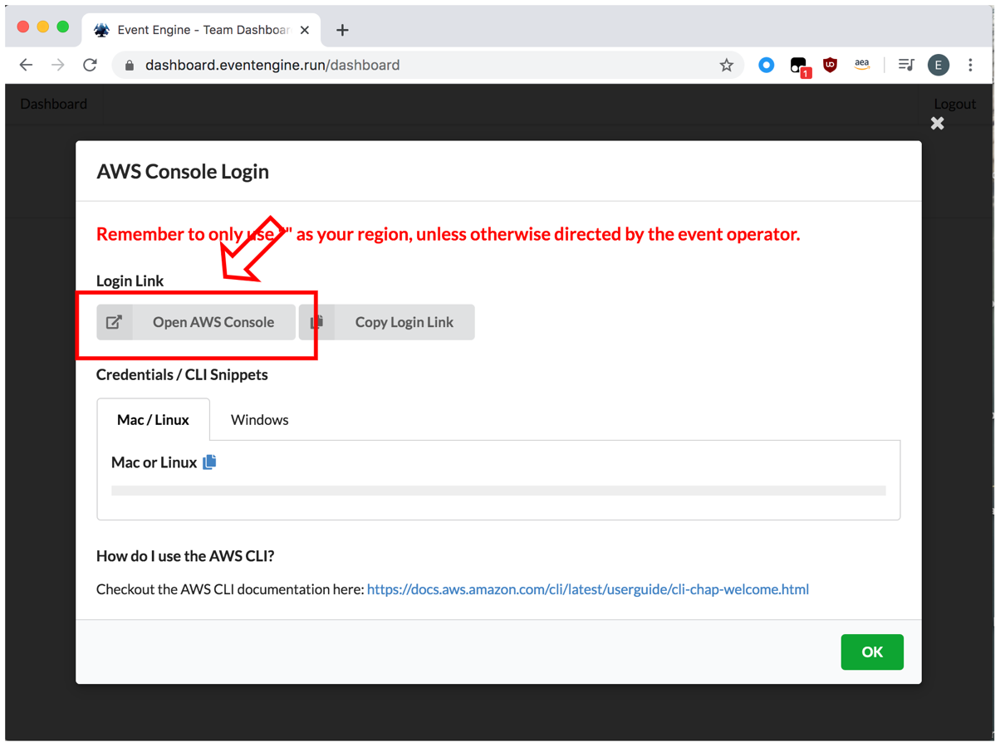 Event Engine - Team Dashboar
dashboard.eventengine.run/dashboard
1
UD
aea
E
Dashboard
Logout
AWS Console Login
Remember to only use "" as your region, unless otherwise directed by the event operator.
Login Link
Open AWS Console
Copy Login Link
Credentials / CLI Snippets
Mac / Linux
Windows
Mac or Linux
How do I use the AWS CLI?
Checkout the AWS CLI documentation here: https://docs.aws.amazon.com/cli/latest/userguide/cli-chap-welcome.html
OK